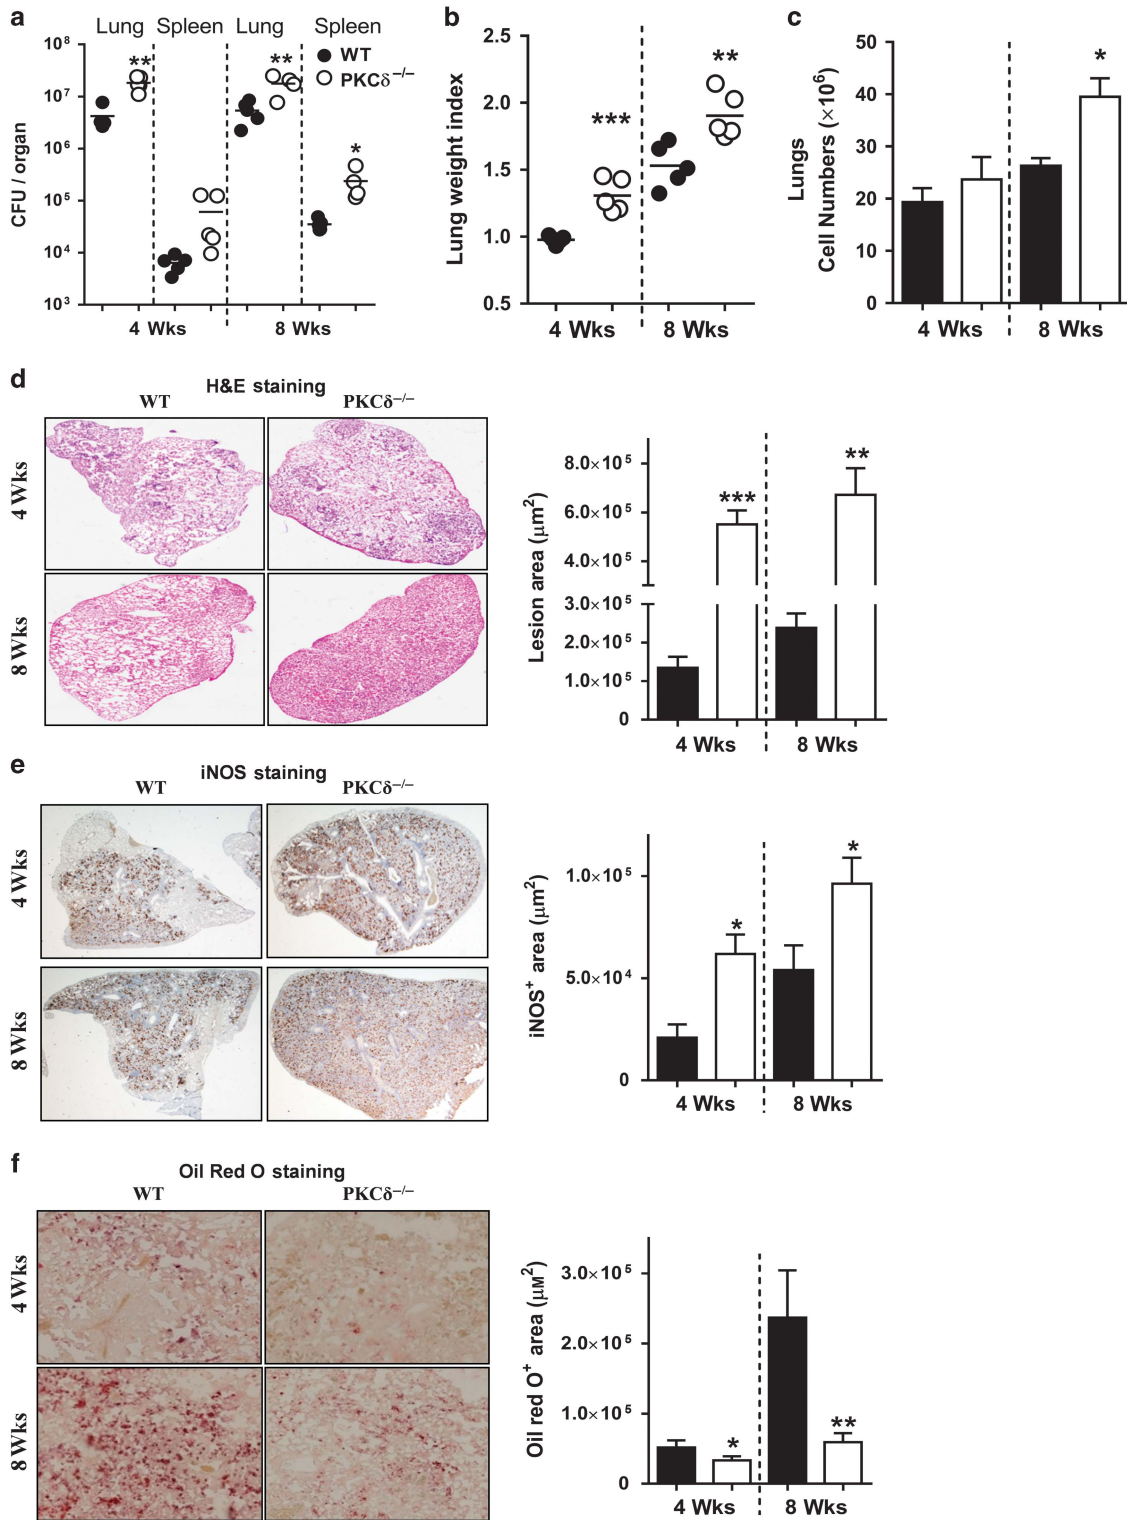 a
Lung Spleen Lung Spleen
** ** *
● WT
○ PKCδ⁻/⁻
CFU / organ
10⁸
10⁷
10⁶
10⁵
10⁴
10³
4 Wks 8 Wks
b
Lung weight index
2.5
2.0
1.5
1.0
0.5
*** **
4 Wks 8 Wks
c
Lungs
Cell Numbers (×10⁶)
50
40
30
20
10
0
*
4 Wks 8 Wks
d
H&E staining
WT PKCδ⁻/⁻
4 Wks
8 Wks
Lesion area (μm²)
8.0×10⁵
6.0×10⁵
4.0×10⁵
3.0×10⁵
2.0×10⁵
1.0×10⁵
0
*** **
4 Wks 8 Wks
e
iNOS staining
WT PKCδ⁻/⁻
4 Wks
8 Wks
iNOS⁺ area (μm²)
1.0×10⁵
5.0×10⁴
0
* *
4 Wks 8 Wks
f
Oil Red O staining
WT PKCδ⁻/⁻
4 Wks
8 Wks
Oil red O⁺ area (μM²)
3.0×10⁵
2.0×10⁵
1.0×10⁵
0
* **
4 Wks 8 Wks